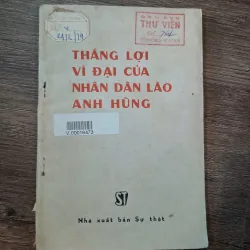 THƯ VIỆN
THẮNG LỢI
VĨ ĐẠI CỦA
NHÂN DÂN LÀO
ANH HÙNG
ST
Nhà xuất bản Sự thật